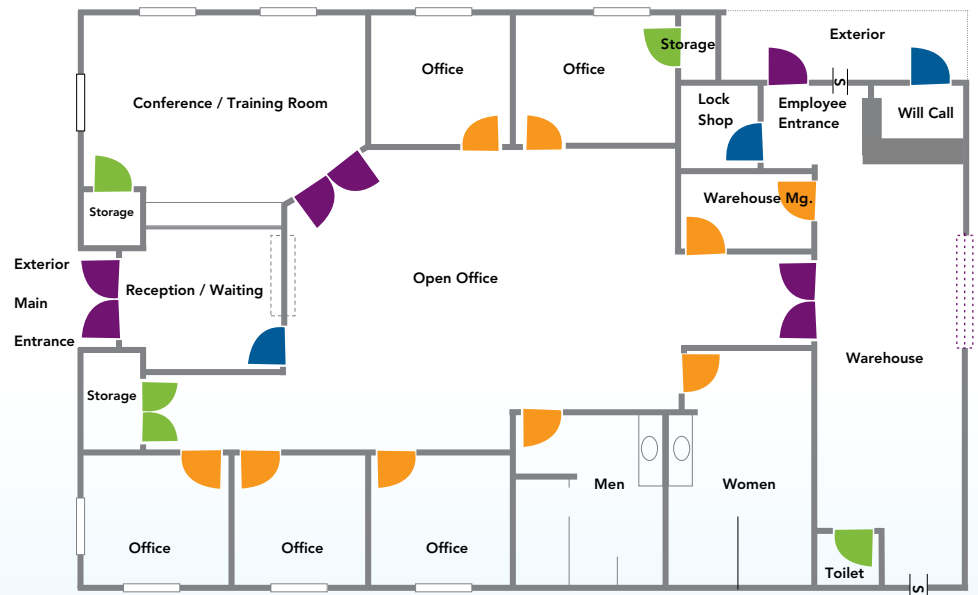 Exterior
Storage
Office
Office
Conference / Training Room
Lock
Shop
Employee
Entrance
Will Call
Warehouse Mg.
Storage
Exterior
Main
Entrance
Reception / Waiting
Open Office
Warehouse
Storage
Men
Women
Office
Office
Office
Toilet
S
S